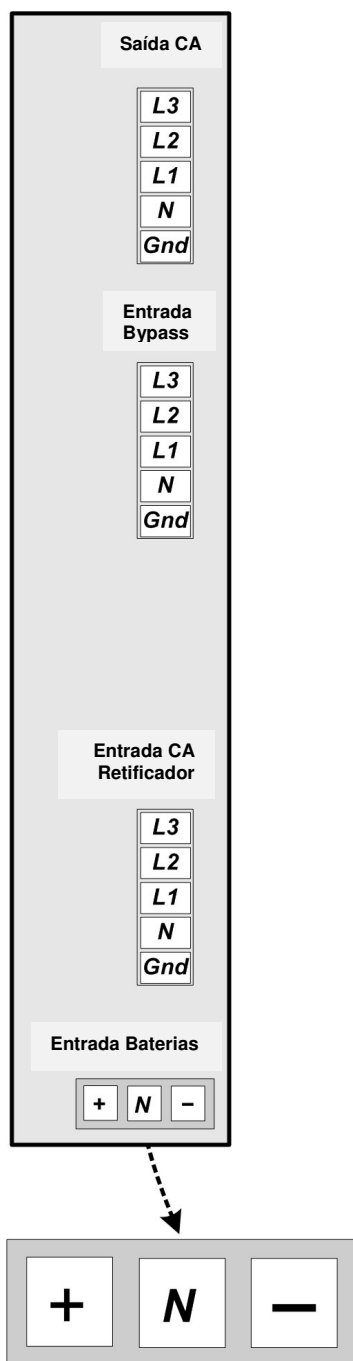 Saída CA
L3
L2
L1
N
Gnd
Entrada
Bypass
L3
L2
L1
N
Gnd
Entrada CA
Retificador
L3
L2
L1
N
Gnd
Entrada Baterias
+ N −
+ N −